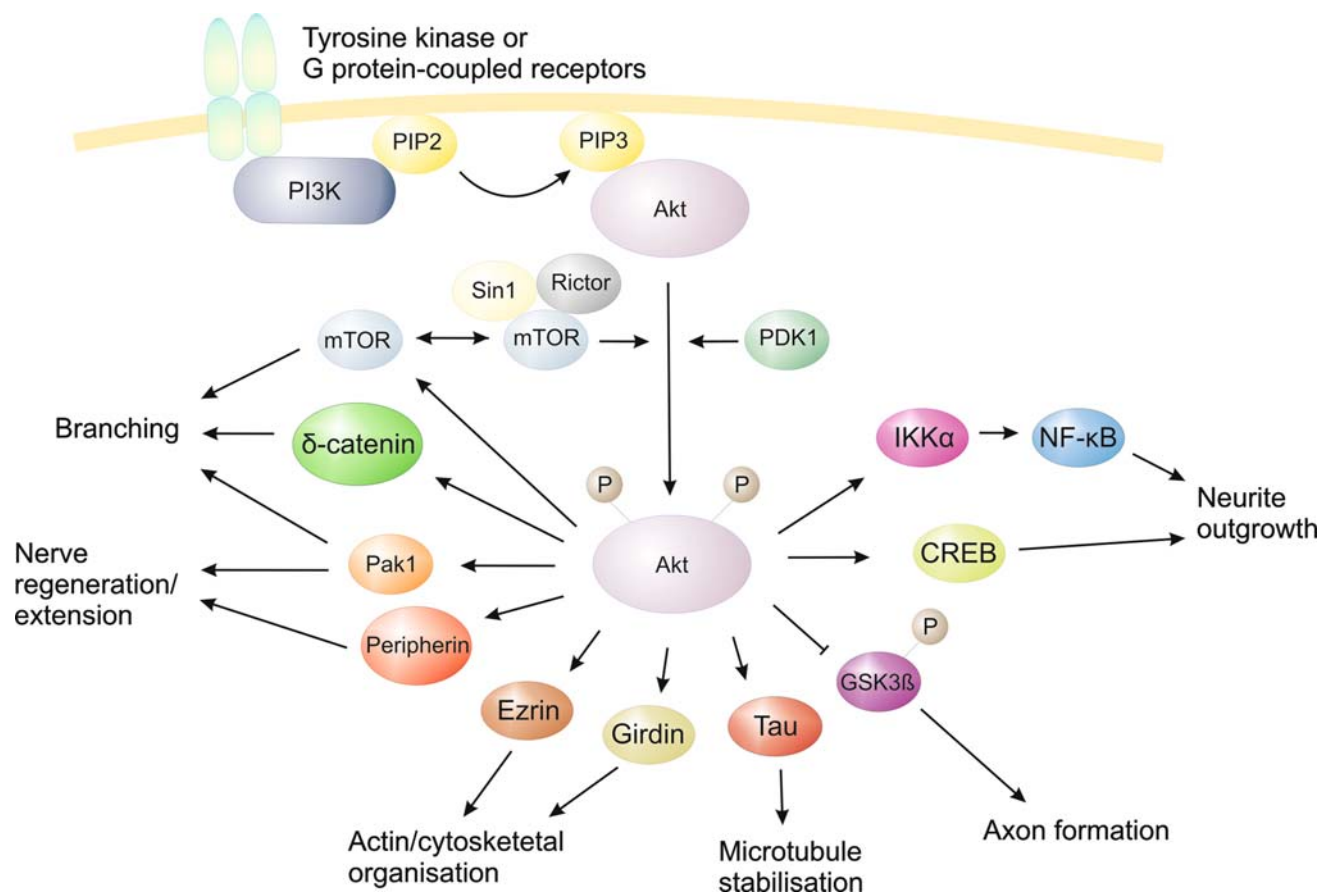 Tyrosine kinase or
G protein-coupled receptors
PIP2
PIP3
PI3K
Akt
Sin1
Rictor
mTOR
mTOR
PDK1
Branching
δ-catenin
IKKα
NF-κB
P
P
Neurite
outgrowth
Nerve
regeneration/
extension
Pak1
Akt
CREB
Peripherin
P
GSK3ß
Ezrin
Girdin
Tau
Actin/cytosketetal
organisation
Microtubule
stabilisation
Axon formation